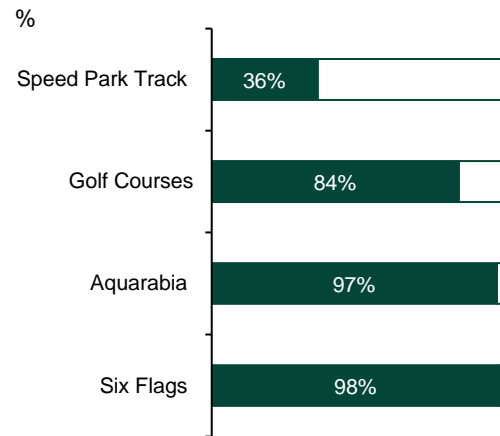 %
Speed Park Track 36%
Golf Courses 84%
Aquarabia 97%
Six Flags 98%